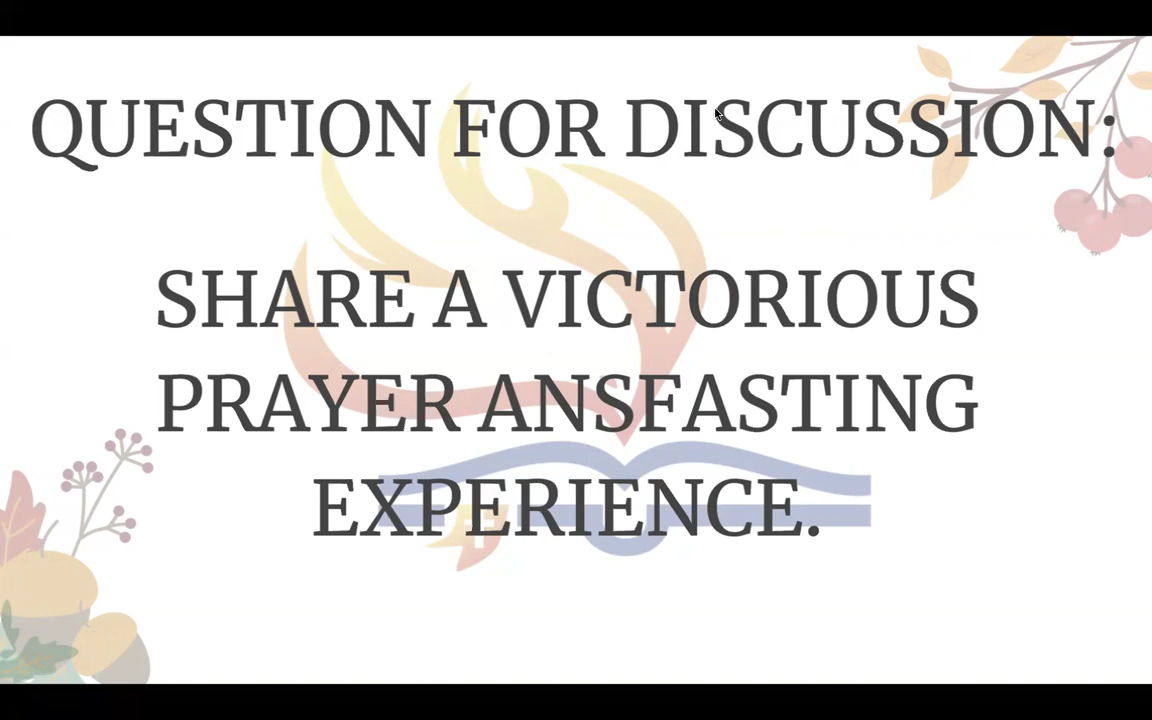 QUESTION FOR DISCUSSION:
SHARE A VICTORIOUS
PRAYER ANSFASTING
EXPERIENCE.